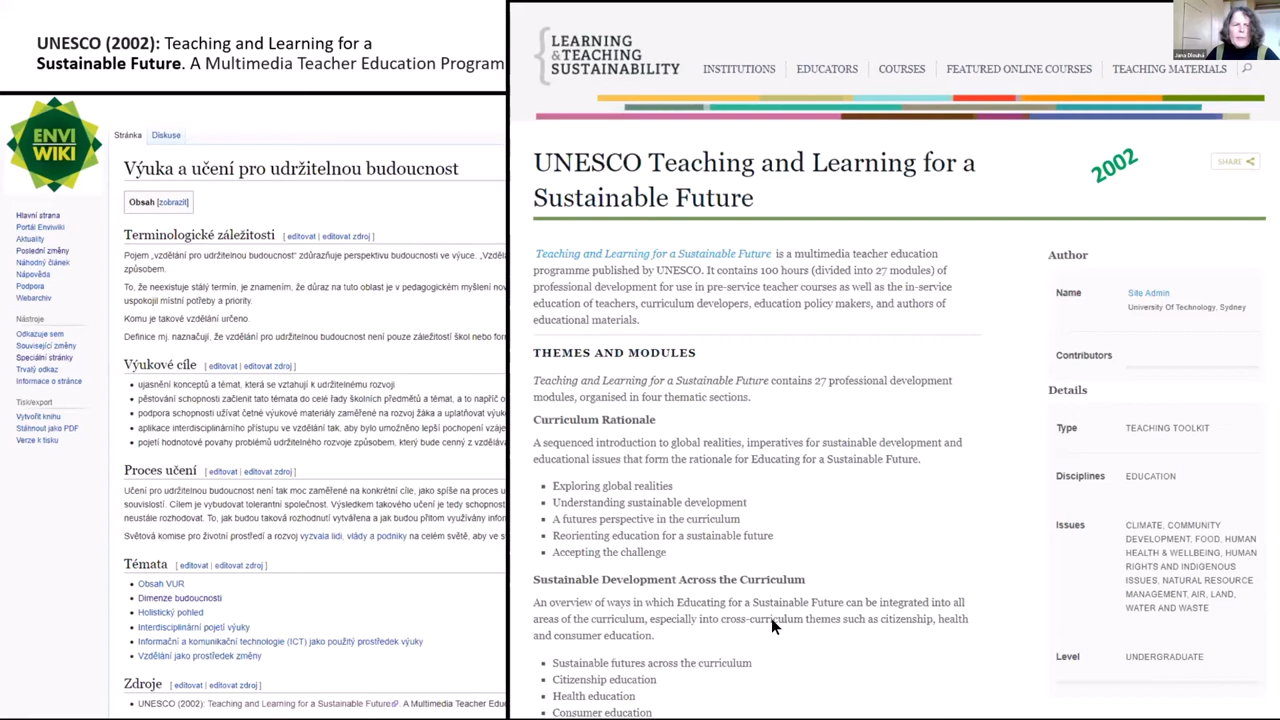 UNESCO (2002): Teaching and Learning for a
Sustainable Future. A Multimedia Teacher Education Program
ENVI
WIKI
Hlavní strana
Portál Enviwiki
Aktuality
Poslední změny
Náhodný článek
Nápověda
Podpora
Webarchiv
Nástroje
Odkazuje sem
Související změny
Speciální stránky
Trvalý odkaz
Informace o stránce
Tisk/export
Vytvořit knihu
Stáhnout jako PDF
Verze k tisku
Stránka Diskuse
Výuka a učení pro udržitelnou budoucnost
Obsah [zobrazit]
Terminologické záležitosti [ editovat | editovat zdroj ]
Pojem „vzdělání pro udržitelnou budoucnost" zdůrazňuje perspektivu budoucnosti ve výuce.
způsobem.
To, že neexistuje stálý termín, je znamením, že důraz na tuto oblast je v pedagogickém myšlení
uspokojil místní potřeby a priority.
Komu je takové vzdělání určeno.
Definice mj. naznačují, že vzdělání pro udržitelnou budoucnost není pouze záležitostí škol nebo
Výukové cíle [ editovat | editovat zdroj ]
ujasnění konceptů a témat, která se vztahují k udržitelnému rozvoji
pěstování schopnosti začlenit tato témata do celé řady školních předmětů a témat, a to
podpora schopnosti užívat četné výukové materiály zaměřené na rozvoj žáka a uplatňovat
aplikace interdisciplinárního přístupu ve vzdělání tak, aby bylo umožněno lepší pochopení
pojetí hodnotové povahy problémů udržitelného rozvoje způsobem, který bude cenný z
Proces učení [ editovat | editovat zdroj ]
Učení pro udržitelnou budoucnost není tak moc zaměřené na konkrétní cíle, jako spíše na proces
souvislostí. Cílem je vybudovat tolerantní společnost. Výsledkem takového učení je tedy
neustále rozhodovat. To, jak budou taková rozhodnutí vytvářena a jak budou přitom využívány
Světová komise pro životní prostředí a rozvoj vyzvala lidi, vlády a podniky na celém světě, aby ve
Témata [ editovat | editovat zdroj ]
Obsah VUR
Dimenze budoucnosti
Holistický pohled
Interdisciplinární pojetí výuky
Informační a komunikační technologie (ICT) jako použitý prostředek výuky
Vzdělání jako prostředek změny
Zdroje [ editovat | editovat zdroj ]
UNESCO (2002): Teaching and Learning for a Sustainable Future. A Multimedia Teacher
LEARNING
&TEACHING
SUSTAINABILITY
INSTITUTIONS EDUCATORS COURSES FEATURED ONLINE COURSES TEACHING MATERIALS
UNESCO Teaching and Learning for a
Sustainable Future
2002
SHARE
Teaching and Learning for a Sustainable Future is a multimedia teacher education
programme published by UNESCO. It contains 100 hours (divided into 27 modules) of
professional development for use in pre-service teacher courses as well as the in-service
education of teachers, curriculum developers, education policy makers, and authors of
educational materials.
THEMES AND MODULES
Teaching and Learning for a Sustainable Future contains 27 professional development
modules, organised in four thematic sections.
Curriculum Rationale
A sequenced introduction to global realities, imperatives for sustainable development and
educational issues that form the rationale for Educating for a Sustainable Future.
Exploring global realities
Understanding sustainable development
A futures perspective in the curriculum
Reorienting education for a sustainable future
Accepting the challenge
Sustainable Development Across the Curriculum
An overview of ways in which Educating for a Sustainable Future can be integrated into all
areas of the curriculum, especially into cross-curriculum themes such as citizenship, health
and consumer education.
Sustainable futures across the curriculum
Citizenship education
Health education
Consumer education
Author
Name Site Admin
University Of Technology, Sydney
Contributors
Details
Type TEACHING TOOLKIT
Disciplines EDUCATION
Issues CLIMATE, COMMUNITY
DEVELOPMENT, FOOD, HUMAN
HEALTH & WELLBEING, HUMAN
RIGHTS AND INDIGENOUS
ISSUES, NATURAL RESOURCE
MANAGEMENT, AIR, LAND,
WATER AND WASTE
Level UNDERGRADUATE
Jana Dlouhá